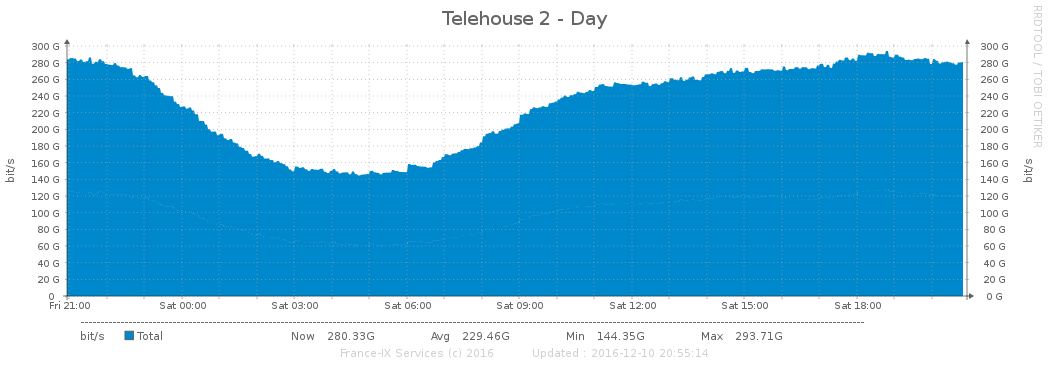 Telehouse 2 - Day
RRDTOOL / TOBI OETIKER
bit/s
300 G
280 G
260 G
240 G
220 G
200 G
180 G
160 G
140 G
120 G
100 G
80 G
60 G
40 G
20 G
0
300 G
280 G
260 G
240 G
220 G
200 G
180 G
160 G
140 G
120 G
100 G
80 G
60 G
40 G
20 G
0 G
bit/s
Fri 21:00 Sat 00:00 Sat 03:00 Sat 06:00 Sat 09:00 Sat 12:00 Sat 15:00 Sat 18:00
bit/s Total Now 280.33G Avg 229.46G Min 144.35G Max 293.71G
France-IX Services (c) 2016 Updated : 2016-12-10 20:55:14